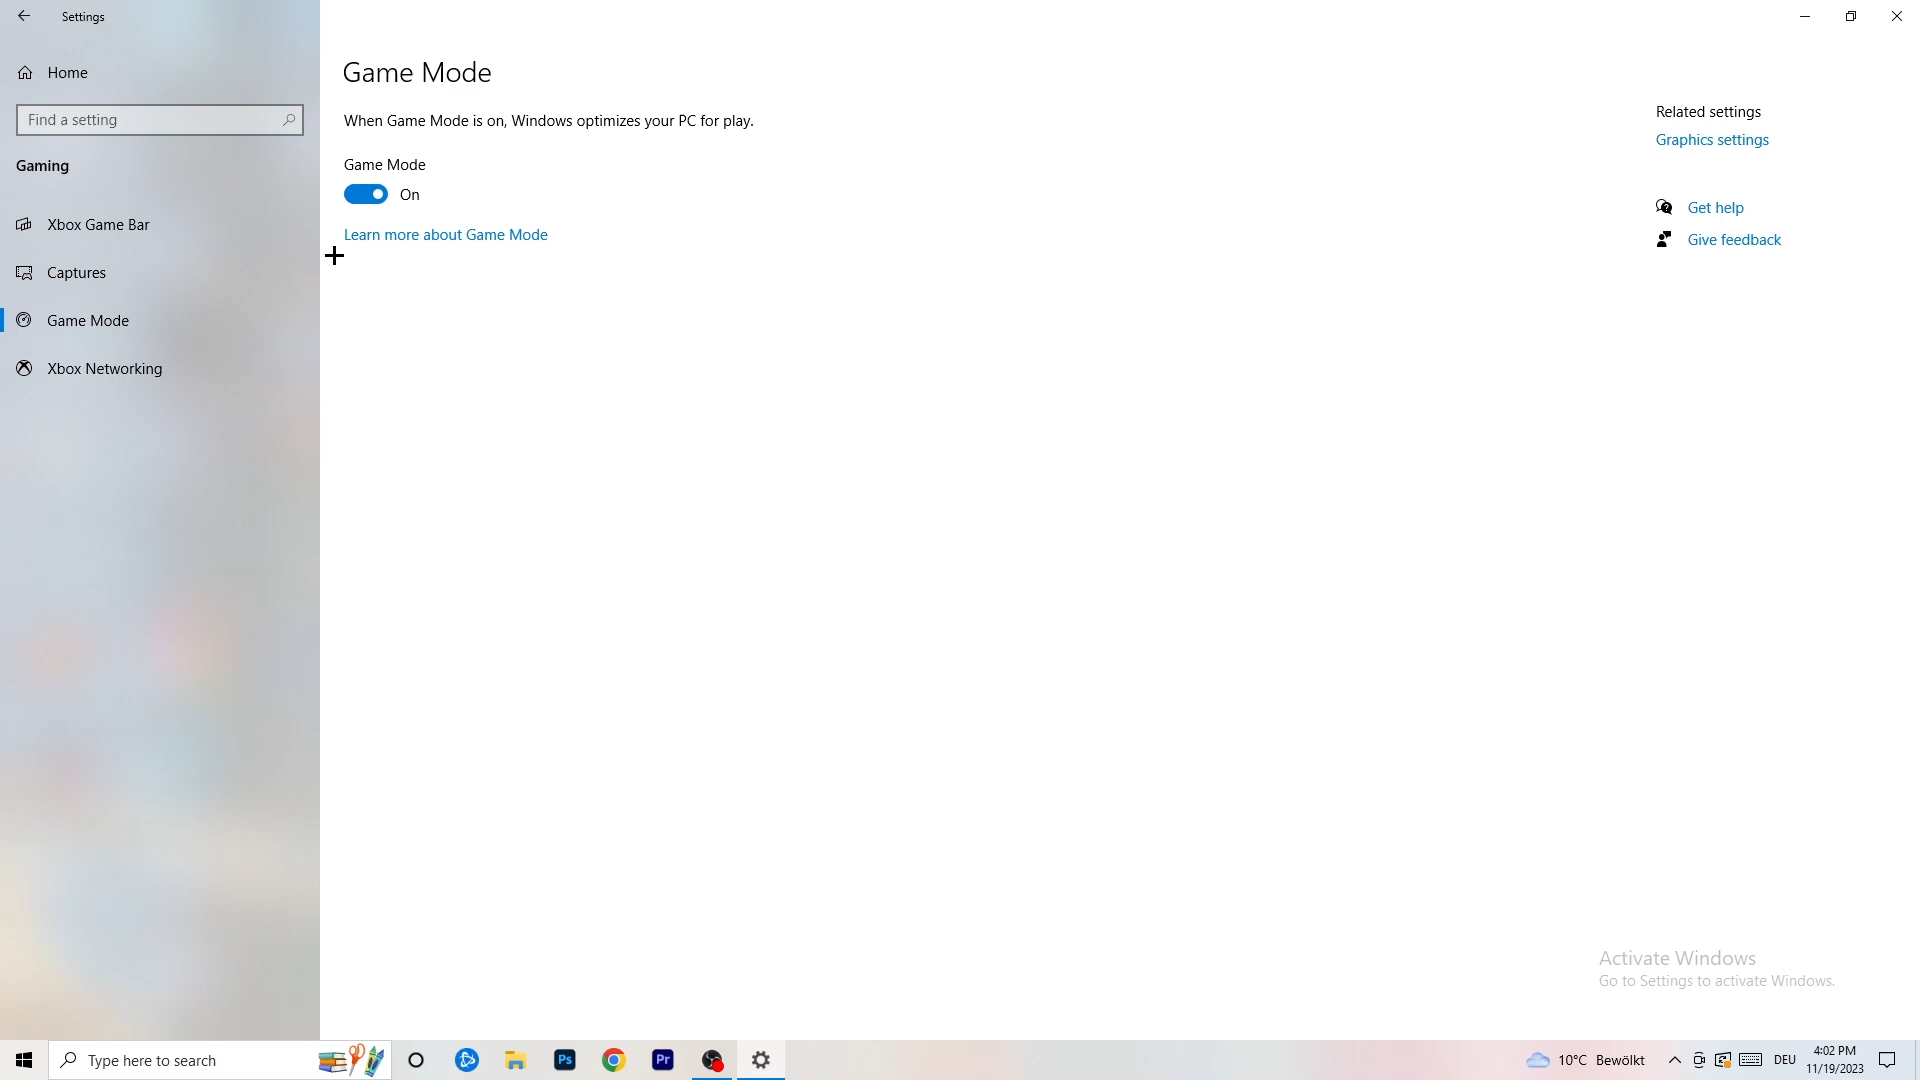 Settings
Home
Find a setting
Gaming
Xbox Game Bar
Captures
Game Mode
Xbox Networking
Game Mode
When Game Mode is on, Windows optimizes your PC for play.
Game Mode
On
Learn more about Game Mode
Related settings
Graphics settings
Get help
Give feedback
Activate Windows
Go to Settings to activate Windows.
Type here to search
Ps
Pr
10°C Bewölkt
DEU
4:02 PM
11/19/2023